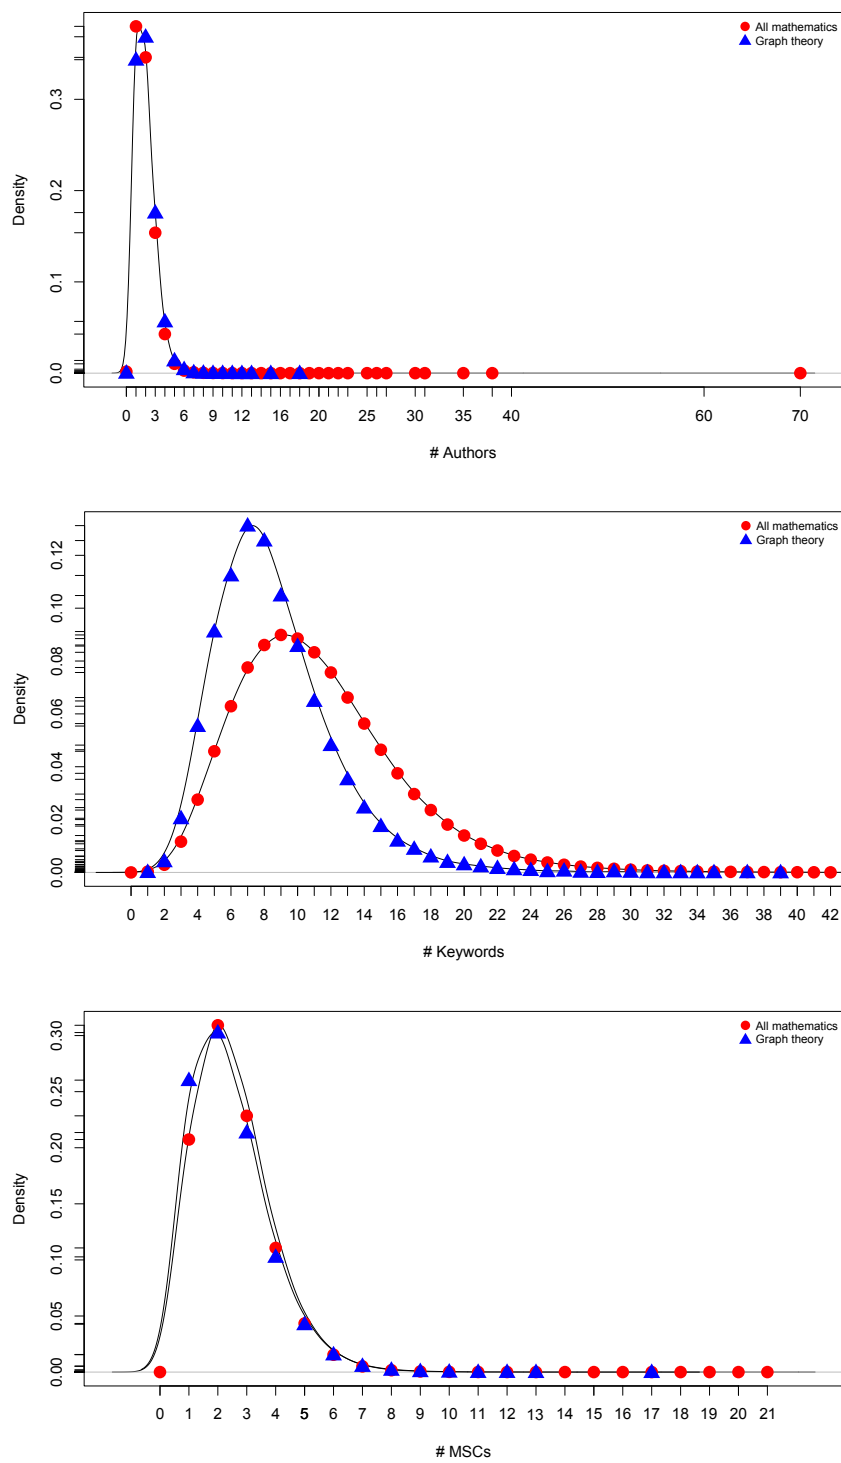 All mathematics
Graph theory
Density
0.0 0.1 0.2 0.3
0 3 6 9 12 16 20 25 30 35 40 60 70
# Authors
All mathematics
Graph theory
Density
0.00 0.02 0.04 0.06 0.08 0.10 0.12
0 2 4 6 8 10 12 14 16 18 20 22 24 26 28 30 32 34 36 38 40 42
# Keywords
All mathematics
Graph theory
Density
0.00 0.05 0.10 0.15 0.20 0.25 0.30
0 1 2 3 4 5 6 7 8 9 10 11 12 13 14 15 16 17 18 19 20 21
# MSCs